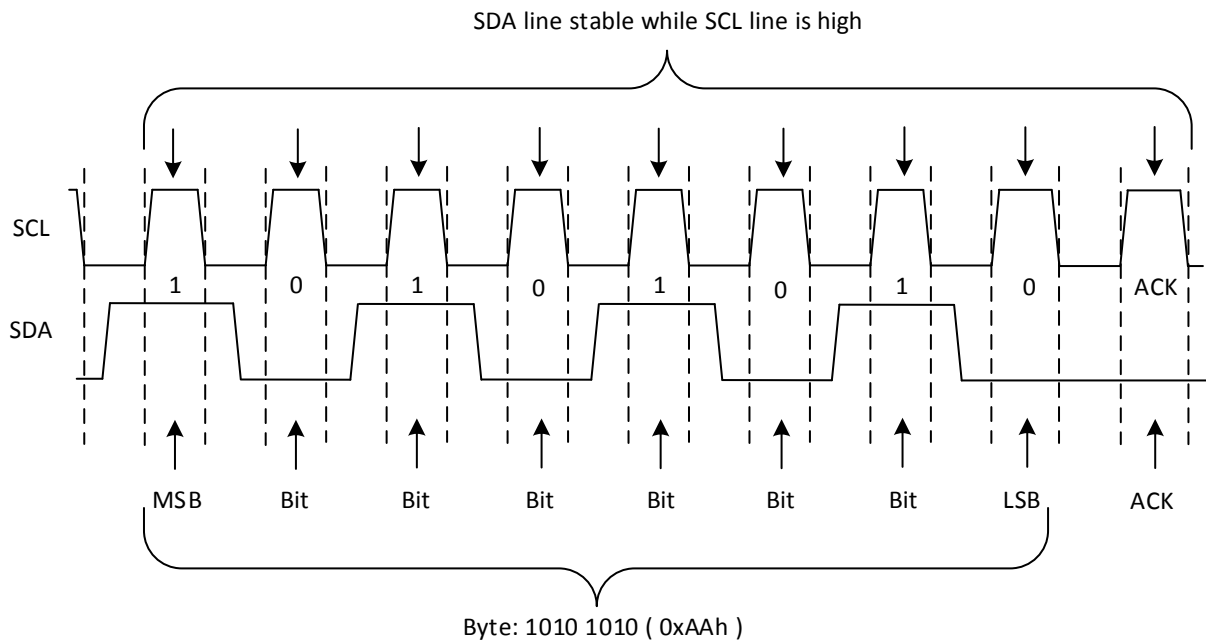 SDA line stable while SCL line is high
SCL
1 0 1 0 1 0 1 0 ACK
SDA
MSB Bit Bit Bit Bit Bit Bit LSB ACK
Byte: 1010 1010 ( 0xAAh )